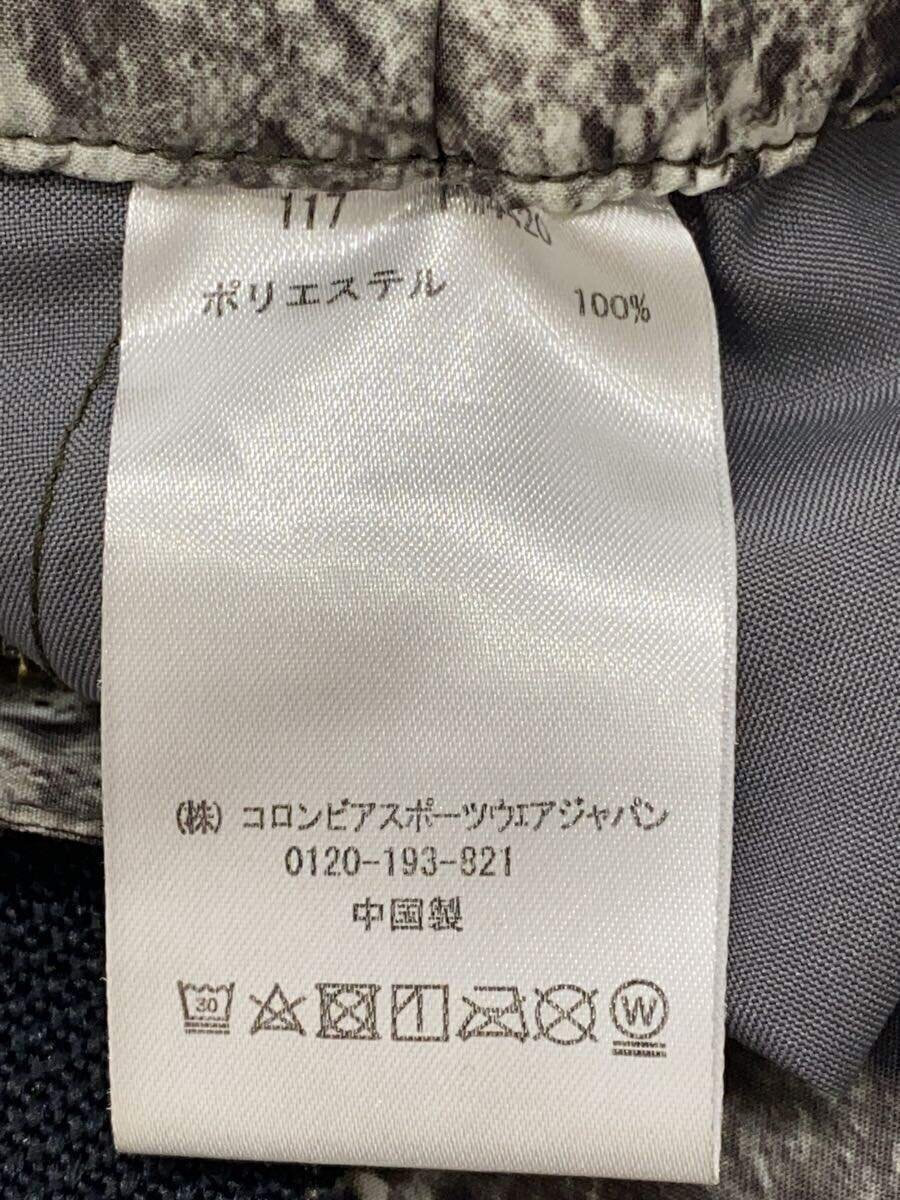 117
ポリエステル 100%
(株) コロンビアスポーツウエアジャパン
0120-193-821
中国製
30
W